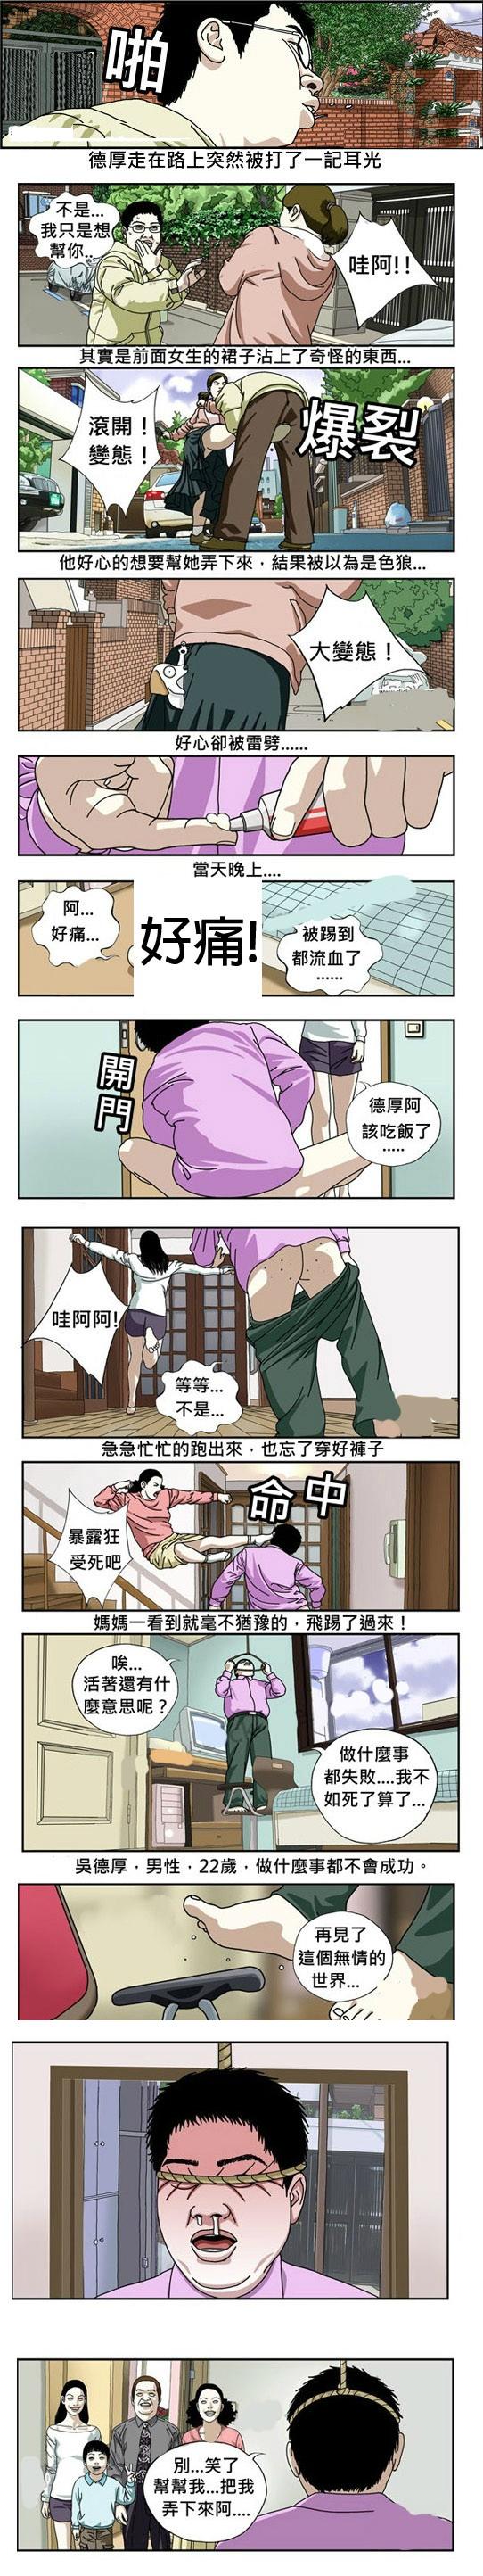 啪
德厚走在路上突然被打了一記耳光
不是...
我只是想
幫你..
哇阿!!
其實是前面女生的裙子沾上了奇怪的東西...
滾開！
變態！
爆裂
他好心的想要幫她弄下來，結果被以為是色狼...
大變態！
好心卻被雷劈......
當天晚上....
阿...
好痛...
好痛!
被踢到
都流血了
......
開門
德厚阿
該吃飯了
.....
哇阿阿!
等等...
不是...
急急忙忙的跑出來，也忘了穿好褲子
命中
暴露狂
受死吧
媽媽一看到就毫不猶豫的，飛踢了過來！
唉...
活著還有什
麼意思呢？
做什麼事
都失敗....我不
如死了算了...
吳德厚，男性，22歲，做什麼事都不會成功。
再見了
這個無情的
世界...
別...笑了
幫幫我...把我
弄下來阿....